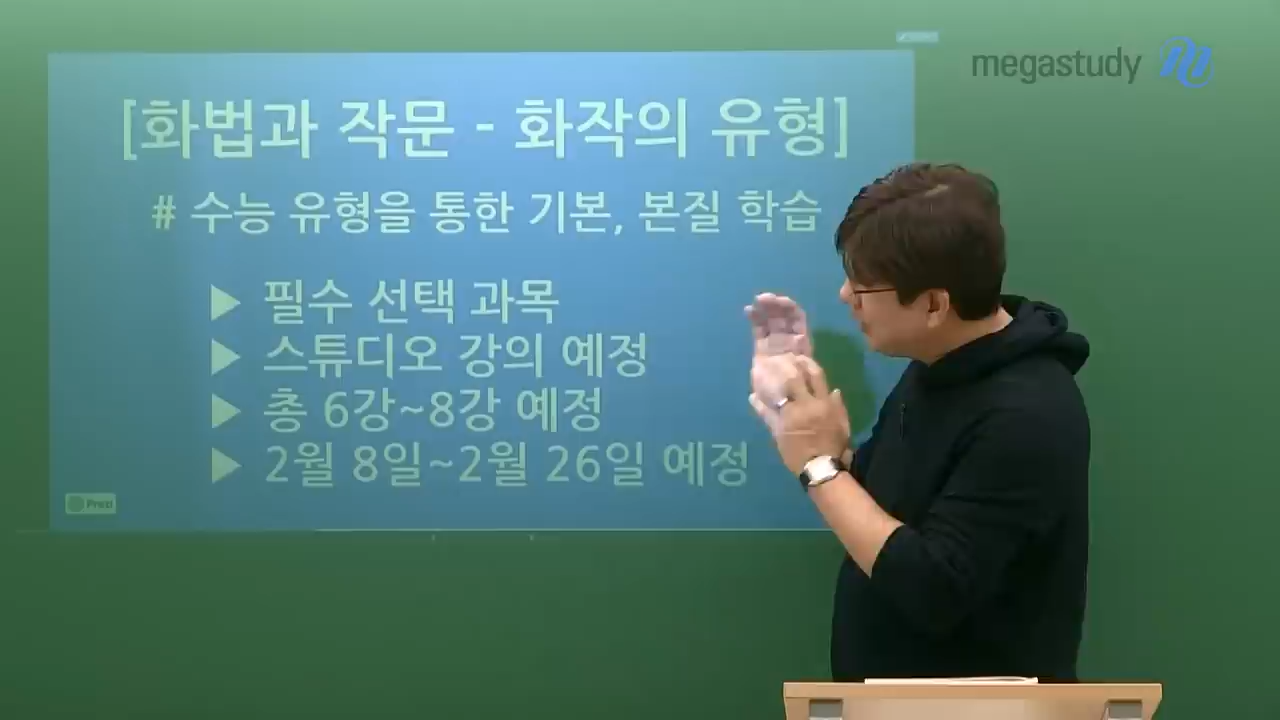 megastudy
[화법과 작문 - 화작의 유형]
# 수능 유형을 통한 기본, 본질 학습
▶ 필수 선택 과목
▶ 스튜디오 강의 예정
▶ 총 6강~8강 예정
▶ 2월 8일~2월 26일 예정
Prezi